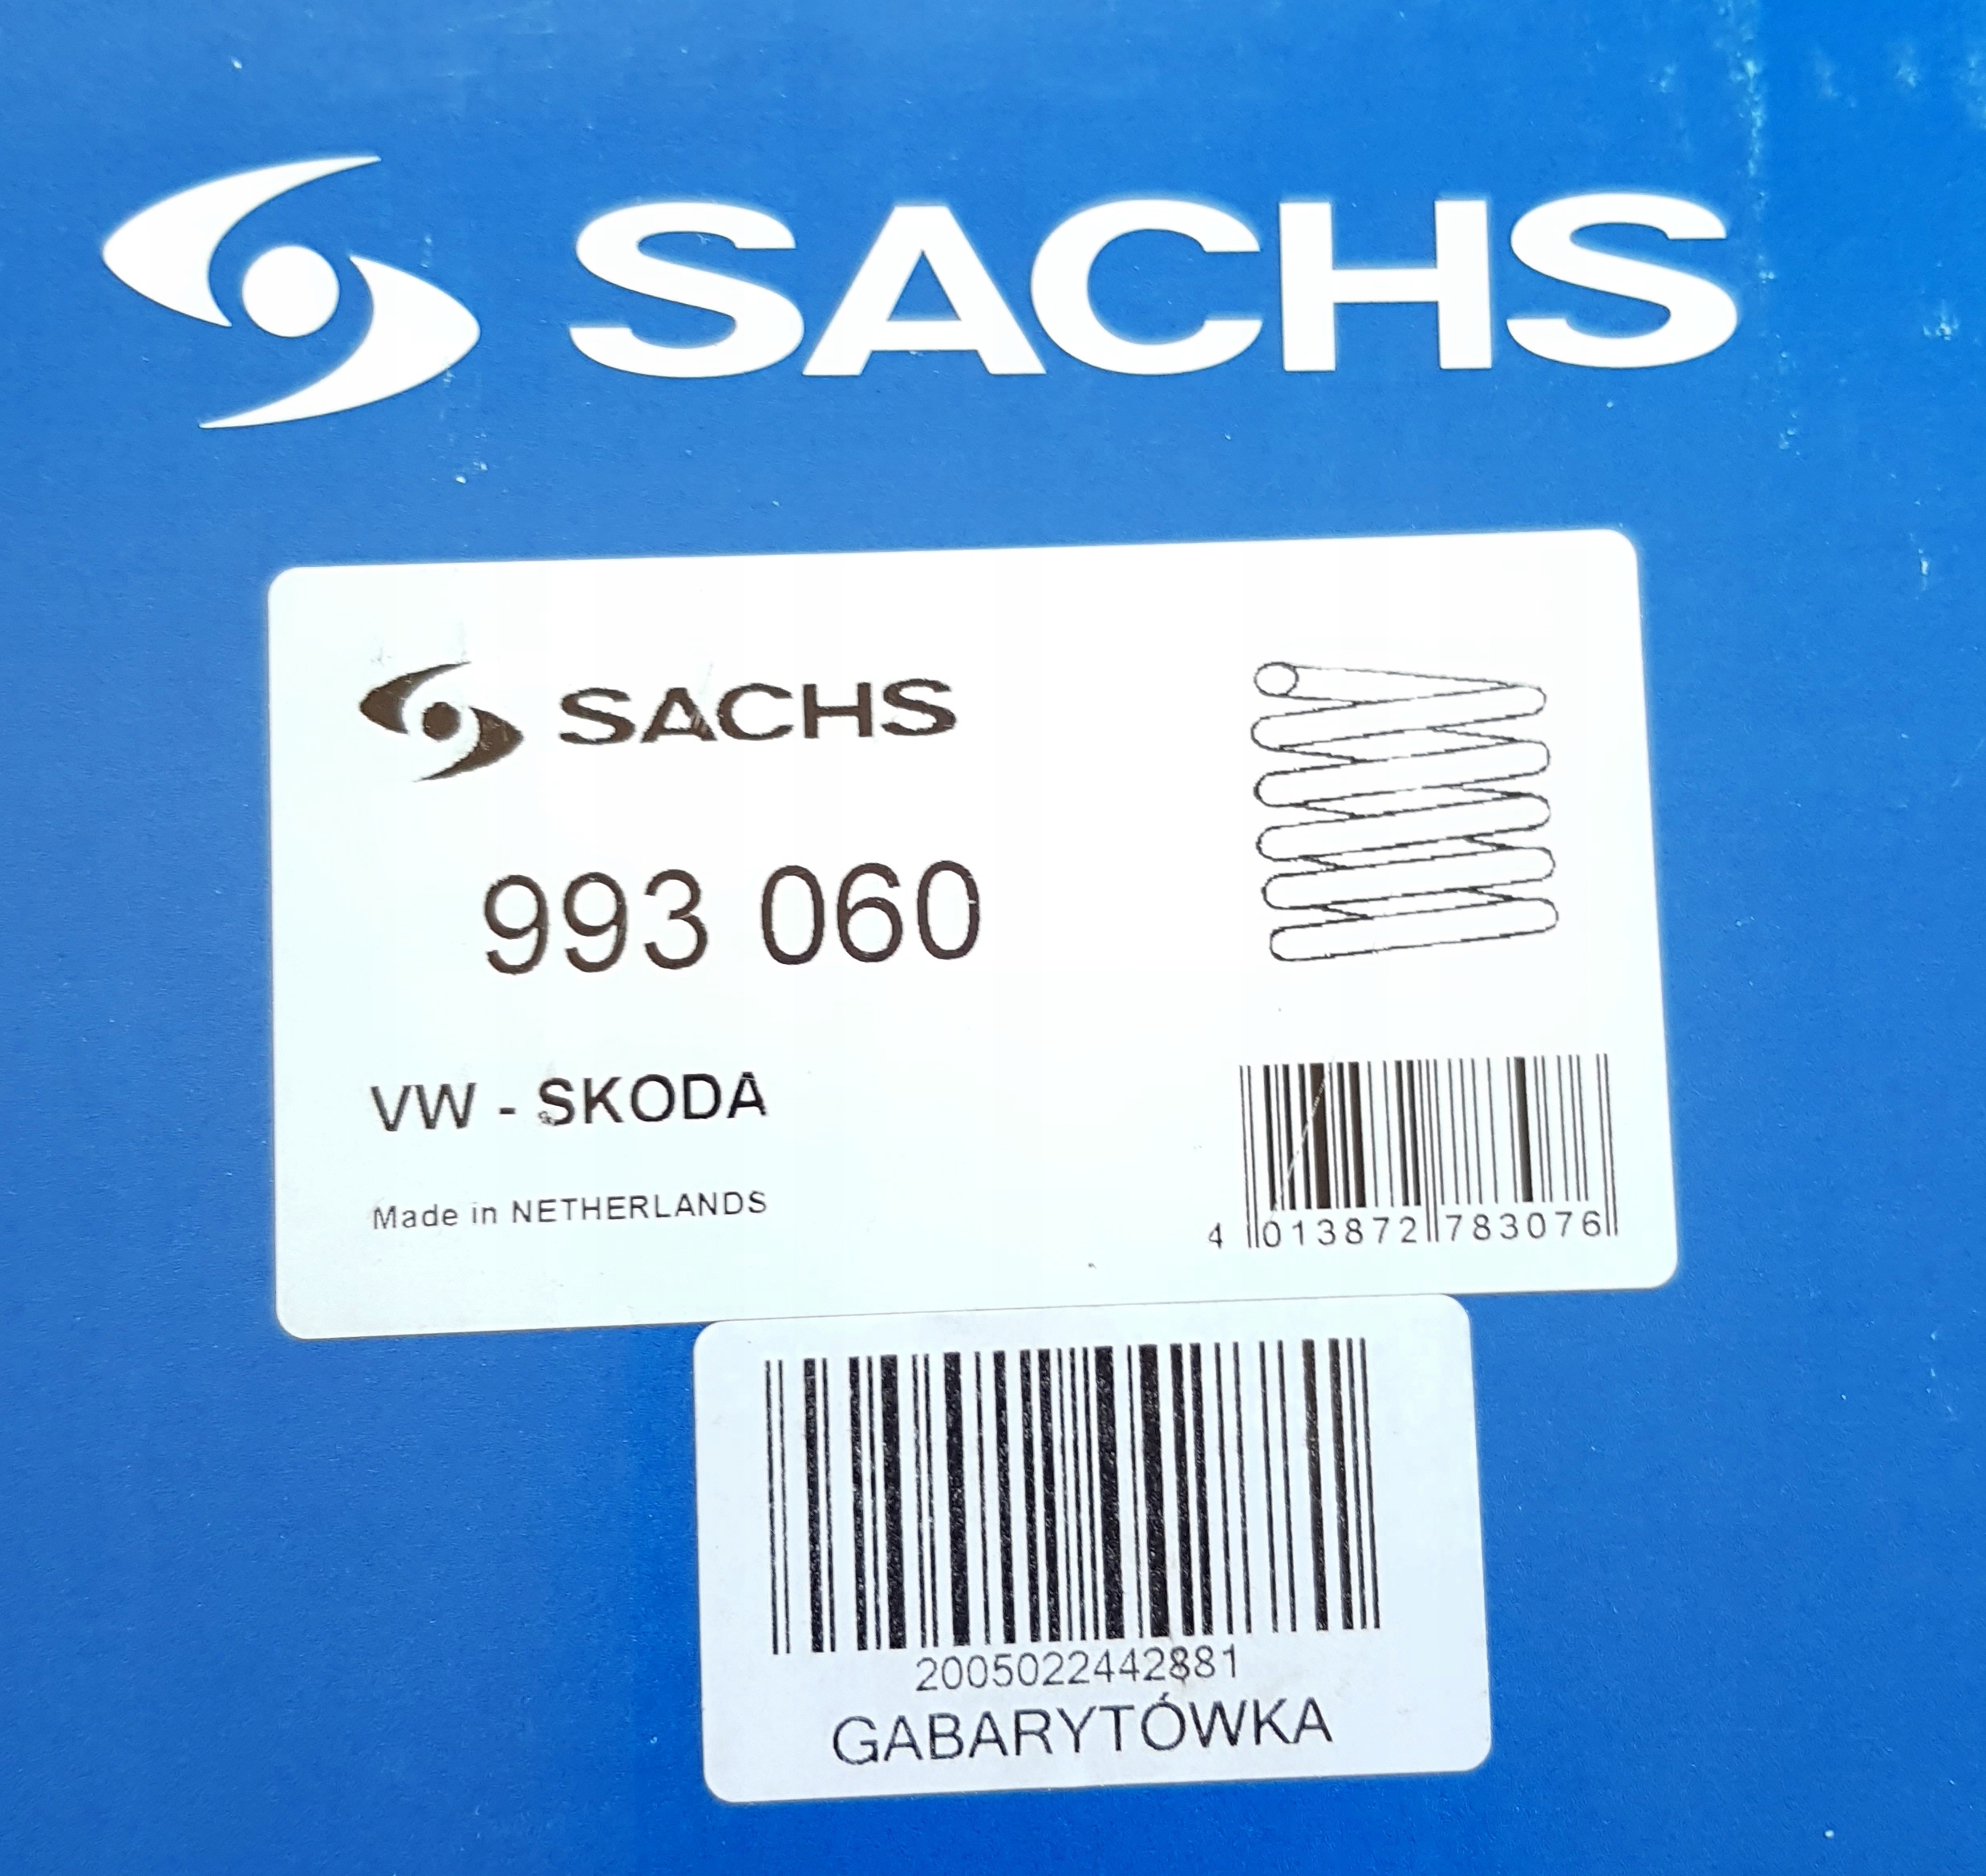 SACHS
SACHS
993 060
VW - SKODA
Made in NETHERLANDS
4 013872 783076
2005022442881
GABARYTÓWKA